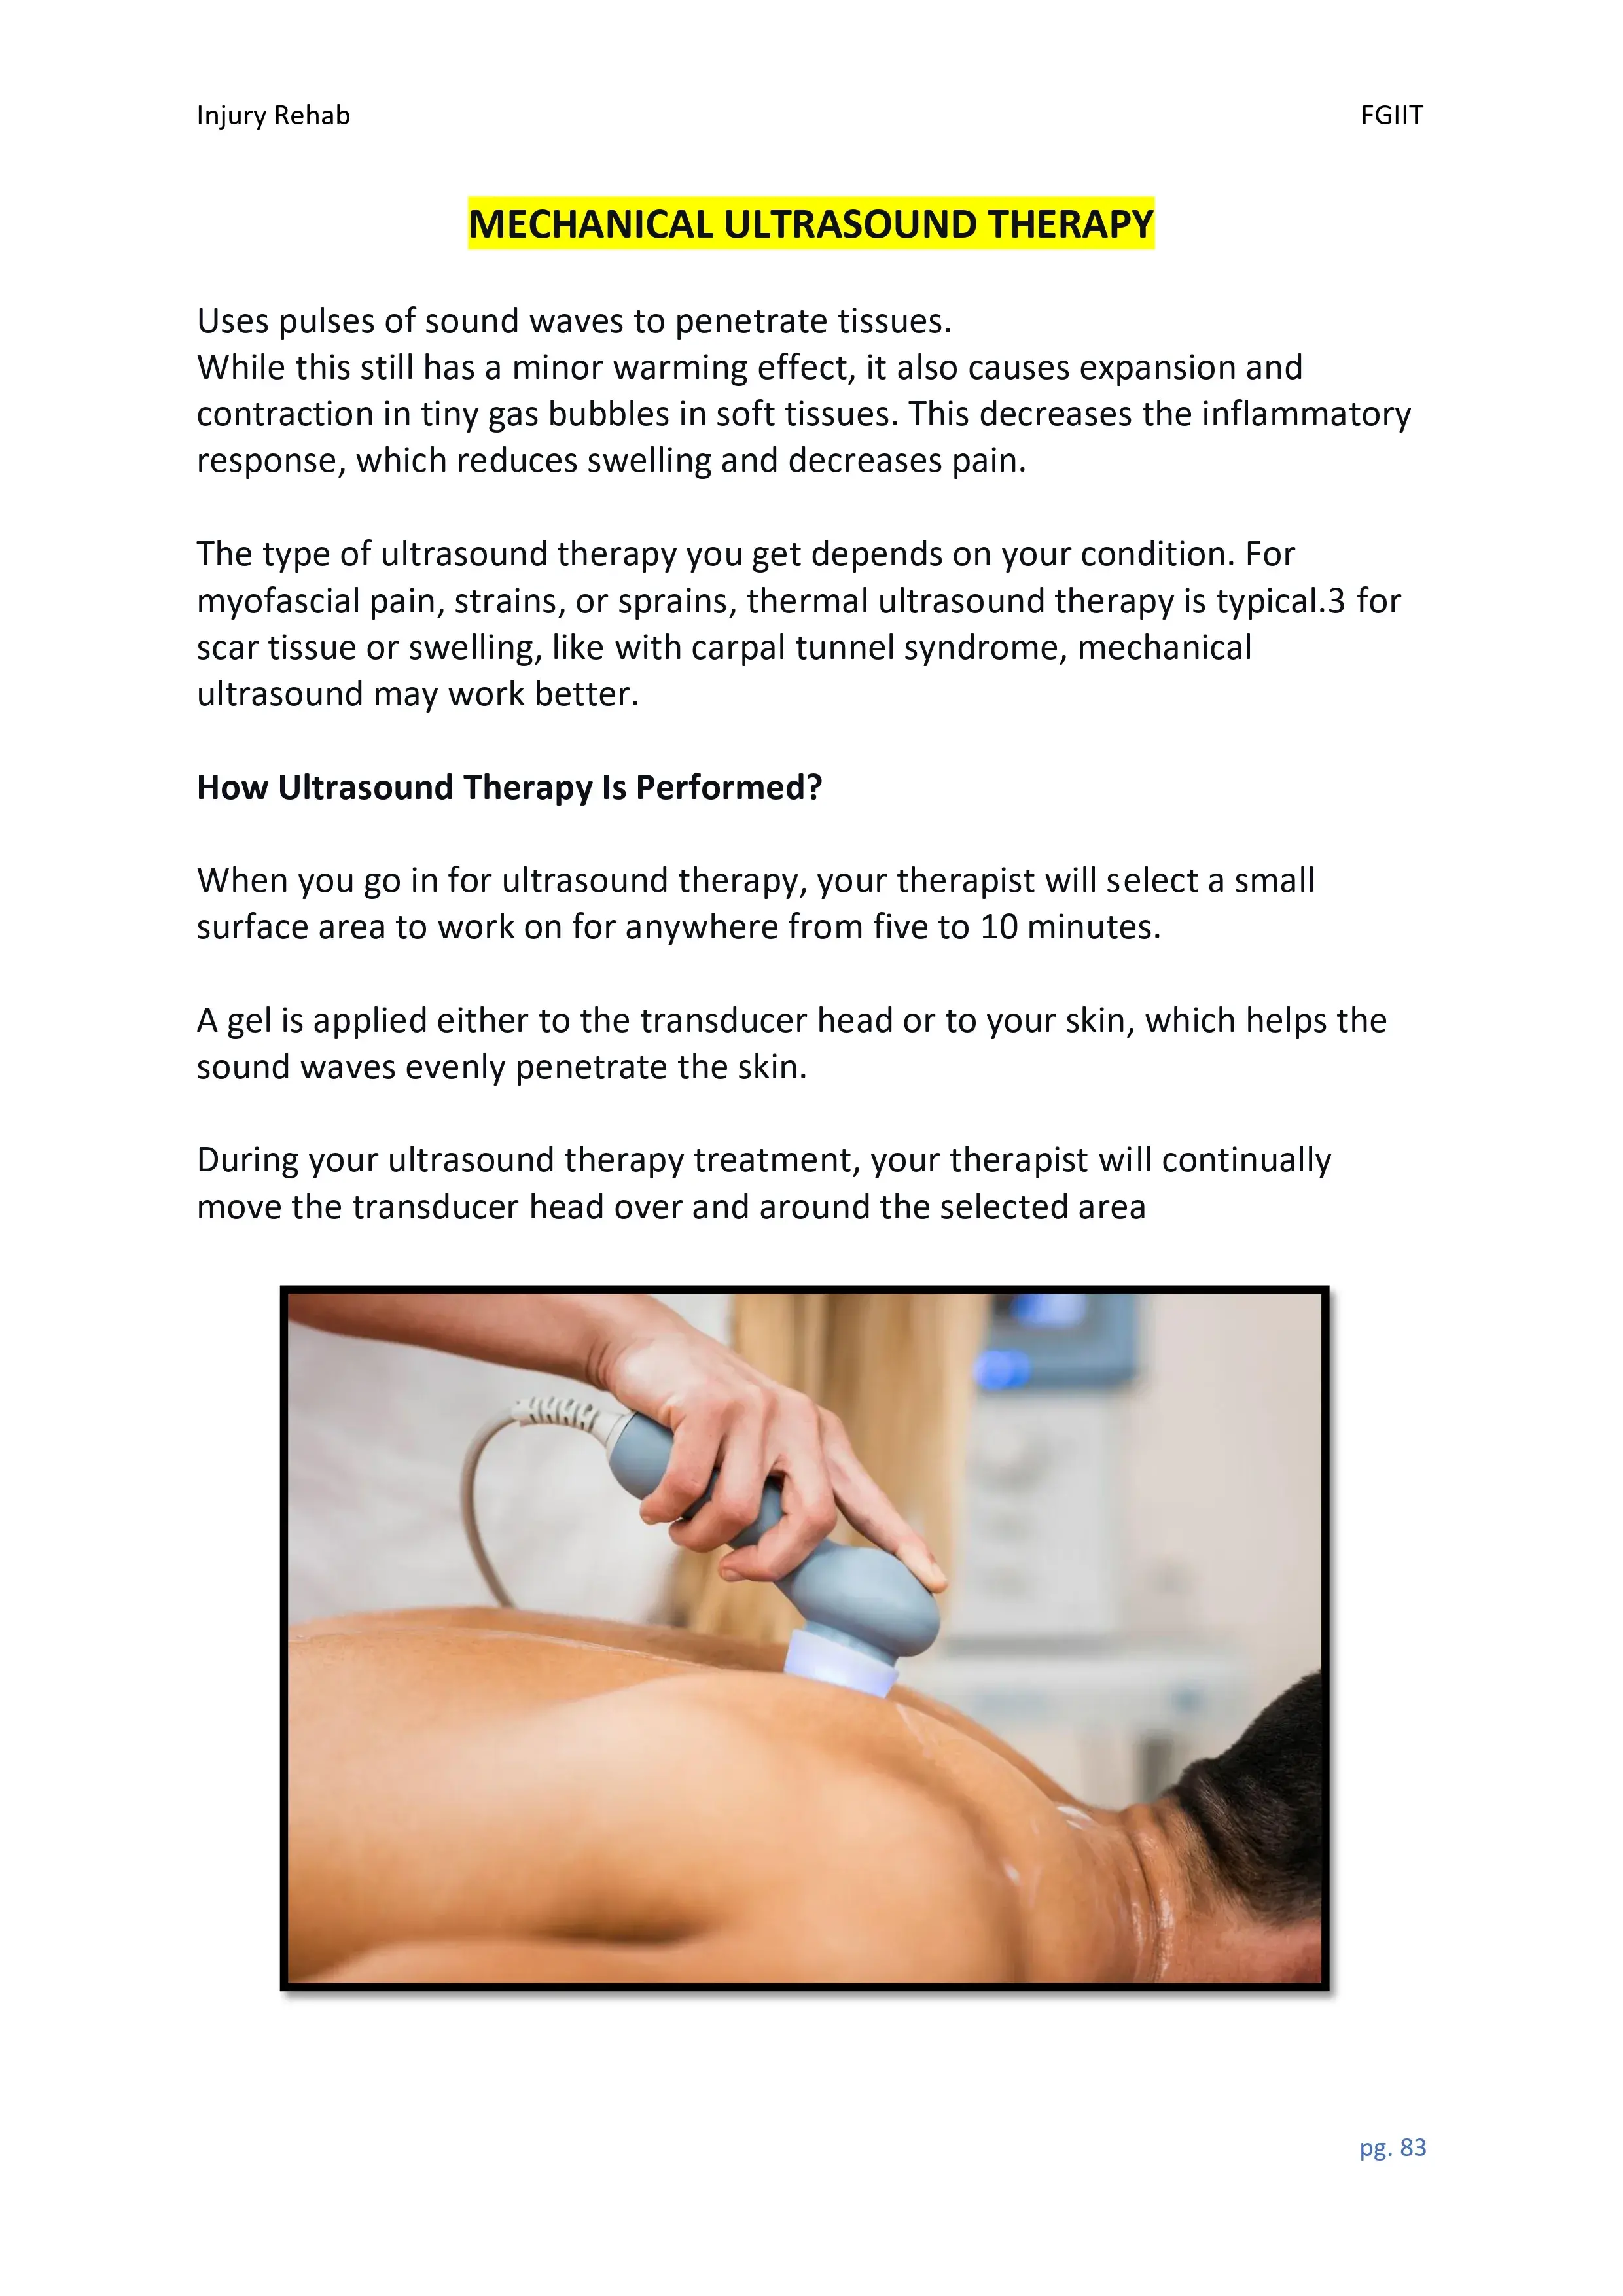 Injury Rehab FGIIT
MECHANICAL ULTRASOUND THERAPY
Uses pulses of sound waves to penetrate tissues.
While this still has a minor warming effect, it also causes expansion and
contraction in tiny gas bubbles in soft tissues. This decreases the inflammatory
response, which reduces swelling and decreases pain.
The type of ultrasound therapy you get depends on your condition. For
myofascial pain, strains, or sprains, thermal ultrasound therapy is typical.3 for
scar tissue or swelling, like with carpal tunnel syndrome, mechanical
ultrasound may work better.
How Ultrasound Therapy Is Performed?
When you go in for ultrasound therapy, your therapist will select a small
surface area to work on for anywhere from five to 10 minutes.
A gel is applied either to the transducer head or to your skin, which helps the
sound waves evenly penetrate the skin.
During your ultrasound therapy treatment, your therapist will continually
move the transducer head over and around the selected area
pg. 83